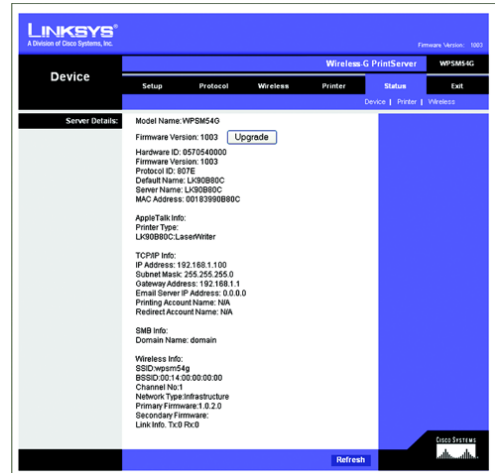 LINKSYS®
A Division of Cisco Systems, Inc.
Firmware Version: 1003
Wireless-G PrintServer WPSM54G
Device
Setup Protocol Wireless Printer Status Exit
Device | Printer | Wireless
Server Details:
Model Name:WPSM54G
Firmware Version: 1003 Upgrade
Hardware ID: 0570540000
Firmware Version: 1003
Protocol ID: 807E
Default Name: LK90B80C
Server Name: LK90B80C
MAC Address: 00183990B80C
AppleTalk Info:
Printer Type:
LK90B80C:LaserWriter
TCP/IP Info:
IP Address: 192.168.1.100
Subnet Mask: 255.255.255.0
Gateway Address: 192.168.1.1
Email Server IP Address: 0.0.0.0
Printing Account Name: N/A
Redirect Account Name: N/A
SMB Info:
Domain Name: domain
Wireless Info:
SSID:wpsm54g
BSSID:00:14:00:00:00:00
Channel No:1
Network Type:Infrastructure
Primary Firmware:1.0.2.0
Secondary Firmware:
Link Info. Tx:0 Rx:0
Refresh
CISCO SYSTEMS